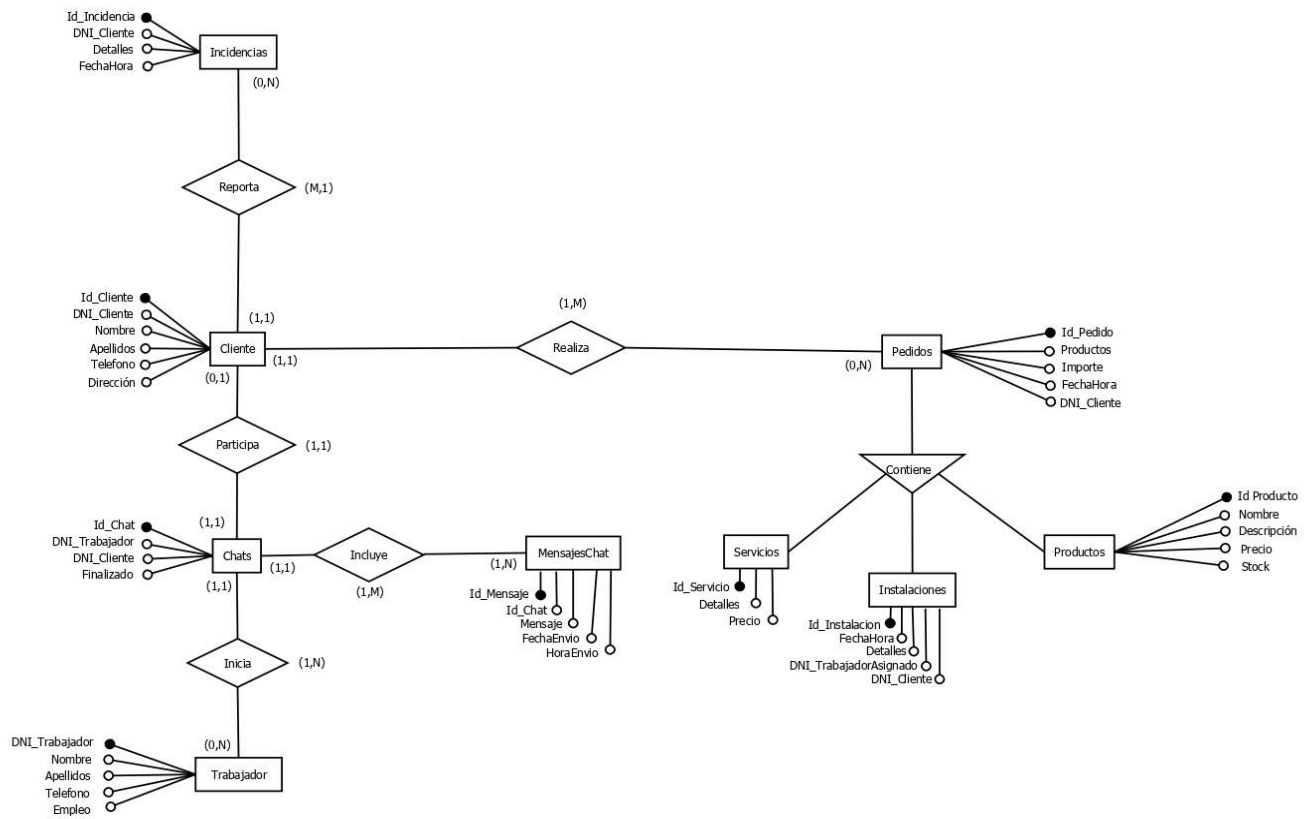 Id_Incidencia
DNI_Cliente
Detalles
FechaHora
Incidencias
(0,N)
Reporta
(M,1)
(1,1)
Id_Cliente
DNI_Cliente
Nombre
Apellidos
Telefono
Dirección
Cliente
(1,1)
(0,1)
(1,M)
Realiza
(0,N)
Pedidos
Id_Pedido
Productos
Importe
FechaHora
DNI_Cliente
Participa
(1,1)
Contiene
(1,1)
Id_Chat
DNI_Trabajador
DNI_Cliente
Finalizado
Chats
(1,1)
(1,1)
Incluye
(1,M)
(1,N)
MensajesChat
Id_Mensaje
Id_Chat
Mensaje
FechaEnvio
HoraEnvio
Servicios
Id_Servicio
Detalles
Precio
Instalaciones
Id_Instalacion
FechaHora
Detalles
DNI_TrabajadorAsignado
DNI_Cliente
Productos
Id Producto
Nombre
Descripción
Precio
Stock
Inicia
(1,N)
(0,N)
DNI_Trabajador
Nombre
Apellidos
Telefono
Empleo
Trabajador